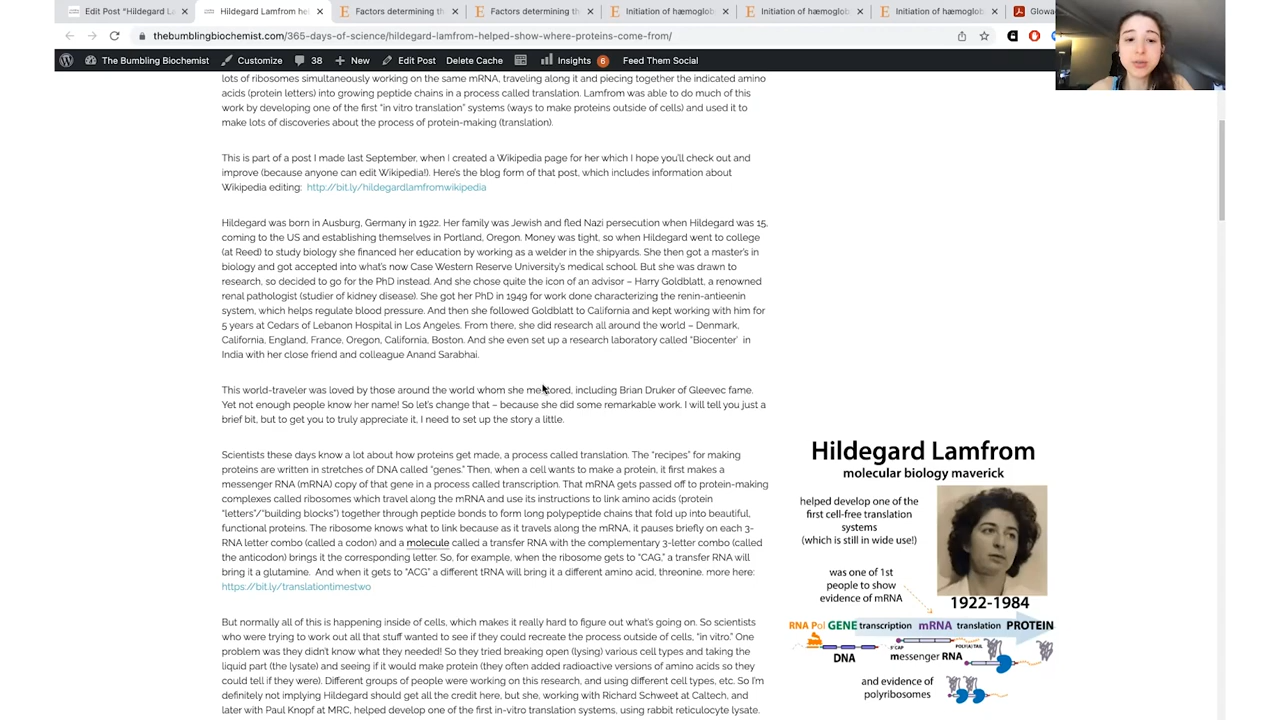 Edit Post “Hildegard La
Hildegard Lamfrom he
Factors determining th
Factors determining th
Initiation of hæmoglob
Initiation of hæmoglob
Initiation of hæmoglob
Glowa
thebumblingbiochemist.com/365-days-of-science/hildegard-lamfrom-helped-show-where-proteins-come-from/
The Bumbling Biochemist Customize 38 New Edit Post Delete Cache Insights 6 Feed Them Social
lots of ribosomes simultaneously working on the same mRNA, traveling along it and piecing together the indicated amino
acids (protein letters) into growing peptide chains in a process called translation. Lamfrom was able to do much of this
work by developing one of the first “in vitro translation” systems (ways to make proteins outside of cells) and used it to
make lots of discoveries about the process of protein-making (translation).
This is part of a post I made last September, when I created a Wikipedia page for her which I hope you’ll check out and
improve (because anyone can edit Wikipedia!). Here’s the blog form of that post, which includes information about
Wikipedia editing: http://bit.ly/hildegardlamfromwikipedia
Hildegard was born in Ausburg, Germany in 1922. Her family was Jewish and fled Nazi persecution when Hildegard was 15,
coming to the US and establishing themselves in Portland, Oregon. Money was tight, so when Hildegard went to college
(at Reed) to study biology she financed her education by working as a welder in the shipyards. She then got a master’s in
biology and got accepted into what’s now Case Western Reserve University’s medical school. But she was drawn to
research, so decided to go for the PhD instead. And she chose quite the icon of an advisor – Harry Goldblatt, a renowned
renal pathologist (studier of kidney disease). She got her PhD in 1949 for work done characterizing the renin-antieenin
system, which helps regulate blood pressure. And then she followed Goldblatt to California and kept working with him for
5 years at Cedars of Lebanon Hospital in Los Angeles. From there, she did research all around the world – Denmark,
California, England, France, Oregon, California, Boston. And she even set up a research laboratory called “Biocenter’ in
India with her close friend and colleague Anand Sarabhai.
This world-traveler was loved by those around the world whom she mentored, including Brian Druker of Gleevec fame.
Yet not enough people know her name! So let’s change that – because she did some remarkable work. I will tell you just a
brief bit, but to get you to truly appreciate it, I need to set up the story a little.
Scientists these days know a lot about how proteins get made, a process called translation. The “recipes” for making
proteins are written in stretches of DNA called “genes.” Then, when a cell wants to make a protein, it first makes a
messenger RNA (mRNA) copy of that gene in a process called transcription. That mRNA gets passed off to protein-making
complexes called ribosomes which travel along the mRNA and use its instructions to link amino acids (protein
“letters”/“building blocks”) together through peptide bonds to form long polypeptide chains that fold up into beautiful,
functional proteins. The ribosome knows what to link because as it travels along the mRNA, it pauses briefly on each 3-
RNA letter combo (called a codon) and a molecule called a transfer RNA with the complementary 3-letter combo (called
the anticodon) brings it the corresponding letter. So, for example, when the ribosome gets to “CAG,” a transfer RNA will
bring it a glutamine. And when it gets to “ACG” a different tRNA will bring it a different amino acid, threonine. more here:
https://bit.ly/translationtimestwo
But normally all of this is happening inside of cells, which makes it really hard to figure out what’s going on. So scientists
who were trying to work out all that stuff wanted to see if they could recreate the process outside of cells, “in vitro.” One
problem was they didn’t know what they needed! So they tried breaking open (lysing) various cell types and taking the
liquid part (the lysate) and seeing if it would make protein (they often added radioactive versions of amino acids so they
could tell if they were). Different groups of people were working on this research, and using different cell types, etc. So I’m
definitely not implying Hildegard should get all the credit here, but she, working with Richard Schweet at Caltech, and
later with Paul Knopf at MRC, helped develop one of the first in-vitro translation systems, using rabbit reticulocyte lysate.
Hildegard Lamfrom
molecular biology maverick
helped develop one of the
first cell-free translation
systems
(which is still in wide use!)
was one of 1st
people to show
evidence of mRNA
1922-1984
RNA Pol GENE transcription mRNA translation PROTEIN
5' CAP
POLY(A) TAIL
DNA
messenger RNA
and evidence of
polyribosomes